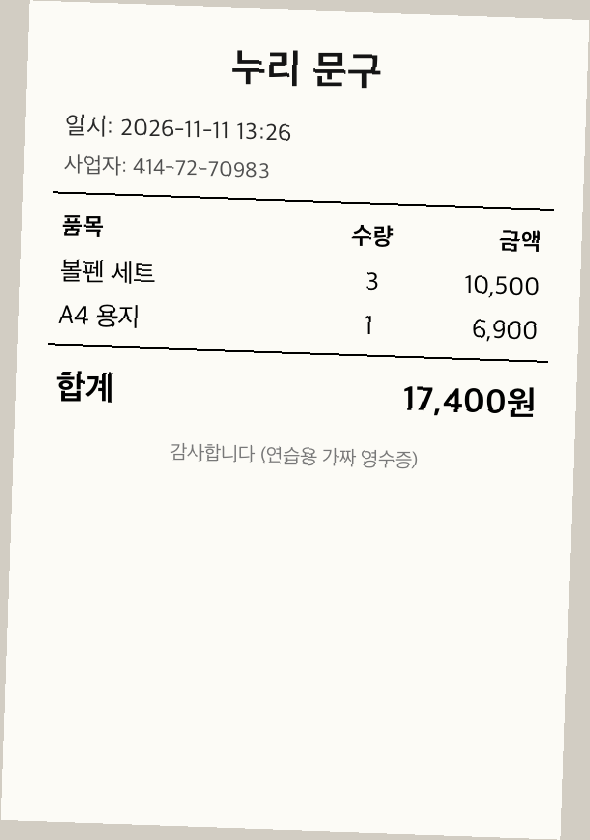 누리 문구
일시: 2026-11-11 13:26
사업자: 414-72-70983
품목 수량 금액
볼펜 세트 3 10,500
A4 용지 1 6,900
합계 17,400원
감사합니다 (연습용 가짜 영수증)